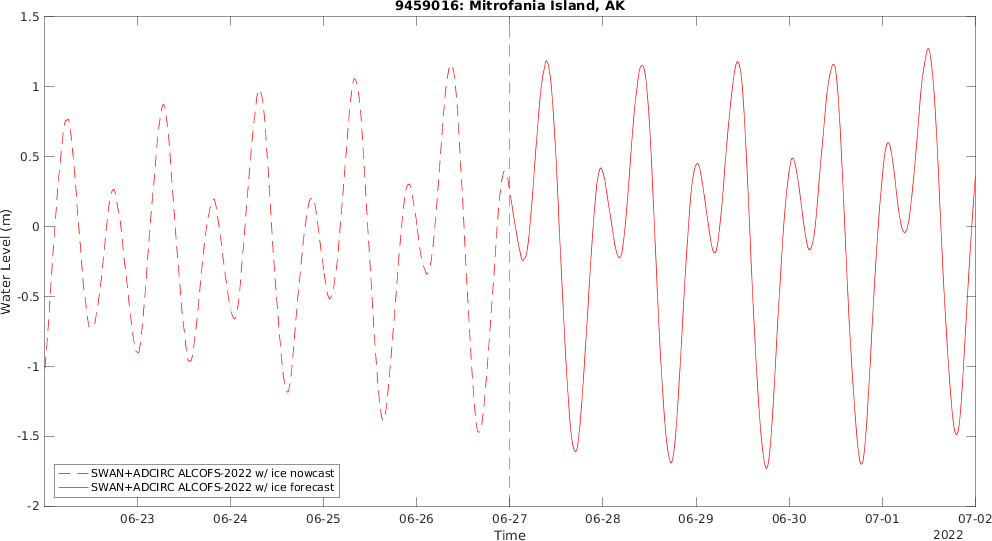 9459016: Mitrofania Island, AK
1.5
1
0.5
0
-0.5
-1
-1.5
-2
Water Level (m)
SWAN+ADCIRC ALCOFS-2022 w/ ice nowcast
SWAN+ADCIRC ALCOFS-2022 w/ ice forecast
06-23 06-24 06-25 06-26 06-27 06-28 06-29 06-30 07-01 07-02
Time
2022